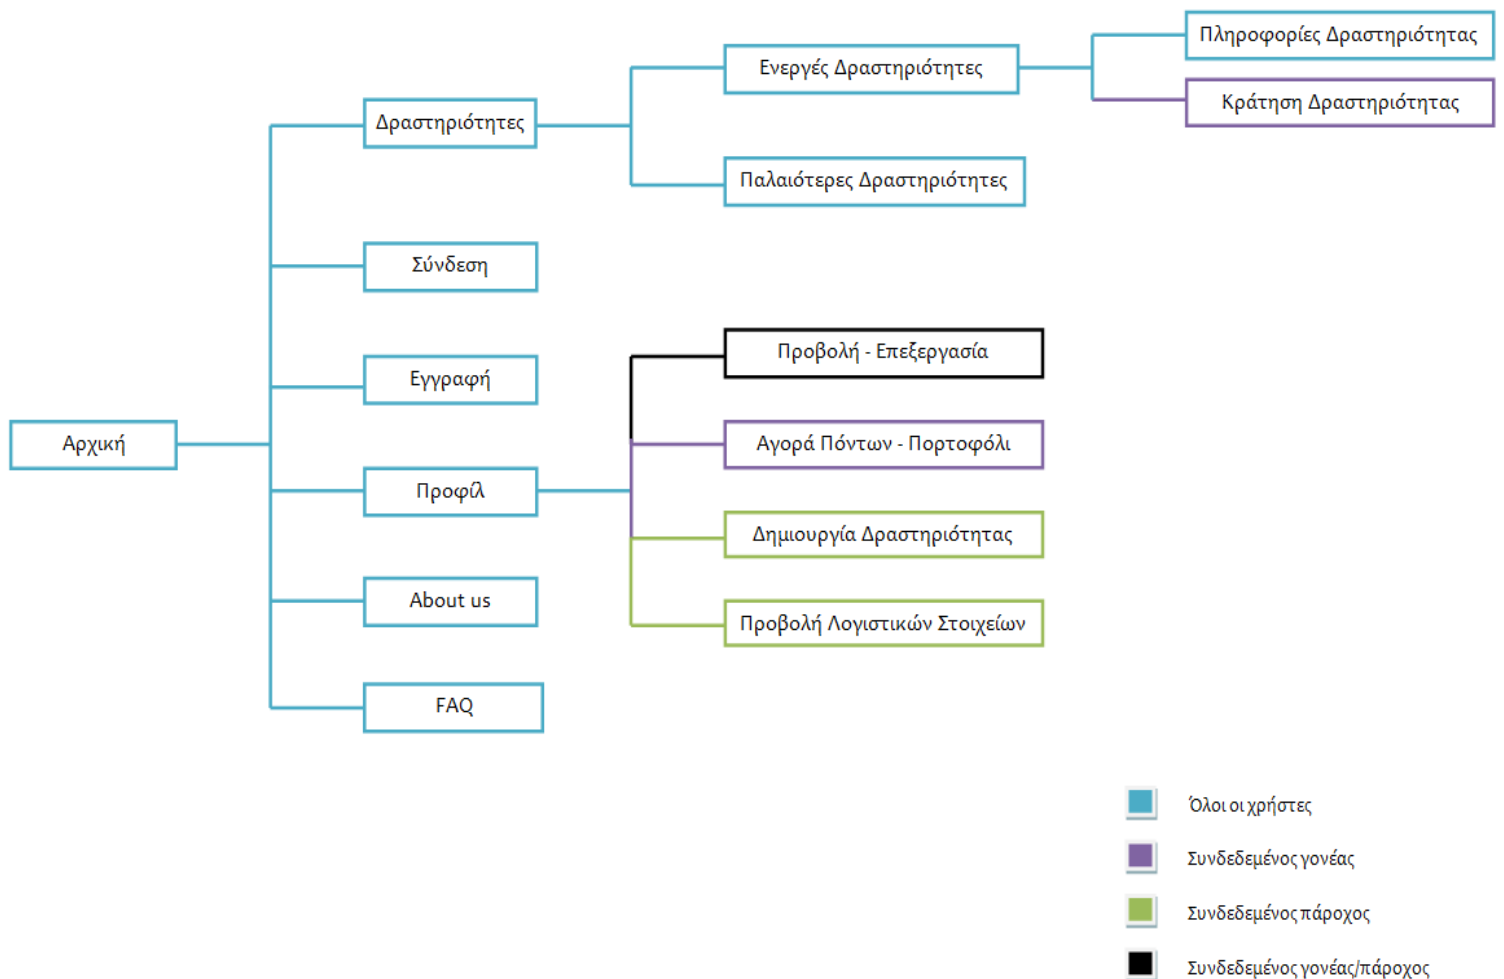 Πληροφορίες Δραστηριότητας
Ενεργές Δραστηριότητες
Κράτηση Δραστηριότητας
Δραστηριότητες
Παλαιότερες Δραστηριότητες
Σύνδεση
Προβολή - Επεξεργασία
Εγγραφή
Αρχική
Αγορά Πόντων - Πορτοφόλι
Προφίλ
Δημιουργία Δραστηριότητας
About us
Προβολή Λογιστικών Στοιχείων
FAQ
Όλοι οι χρήστες
Συνδεδεμένος γονέας
Συνδεδεμένος πάροχος
Συνδεδεμένος γονέας/πάροχος